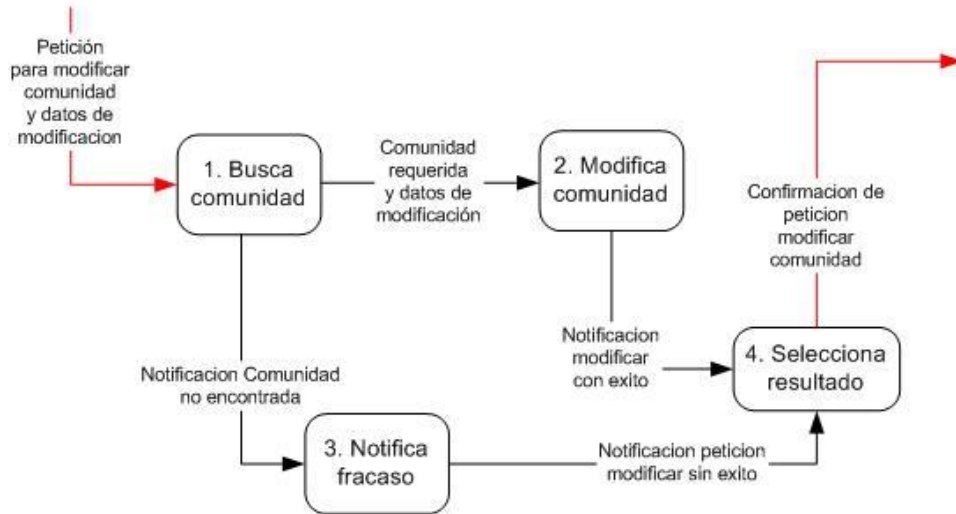 Petición
para modificar
comunidad
y datos de
modificacion
1. Busca
comunidad
Comunidad
requerida
y datos de
modificación
2. Modifica
comunidad
Confirmacion de
peticion
modificar
comunidad
Notificacion
modificar
con exito
4. Selecciona
resultado
Notificacion Comunidad
no encontrada
3. Notifica
fracaso
Notificacion peticion
modificar sin exito